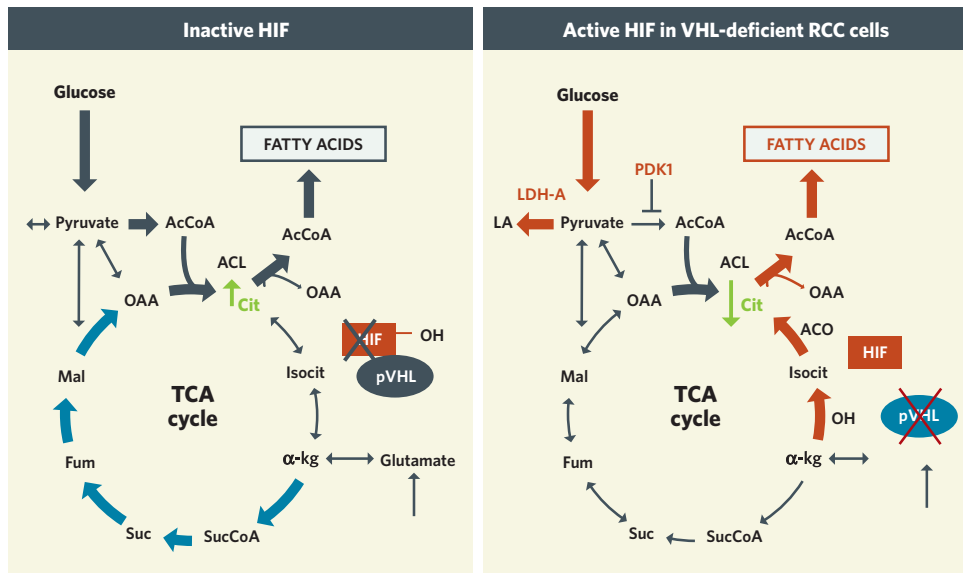 Inactive HIF
Glucose
FATTY ACIDS
Pyruvate
AcCoA
AcCoA
ACL
OAA
Cit
OAA
HIF
OH
pVHL
Mal
TCA
cycle
Isocit
Fum
α-kg
Glutamate
Suc
SucCoA
Active HIF in VHL-deficient RCC cells
Glucose
FATTY ACIDS
PDK1
LDH-A
LA
Pyruvate
AcCoA
AcCoA
ACL
OAA
Cit
OAA
ACO
HIF
Mal
TCA
cycle
Isocit
OH
pVHL
Fum
α-kg
Suc
SucCoA